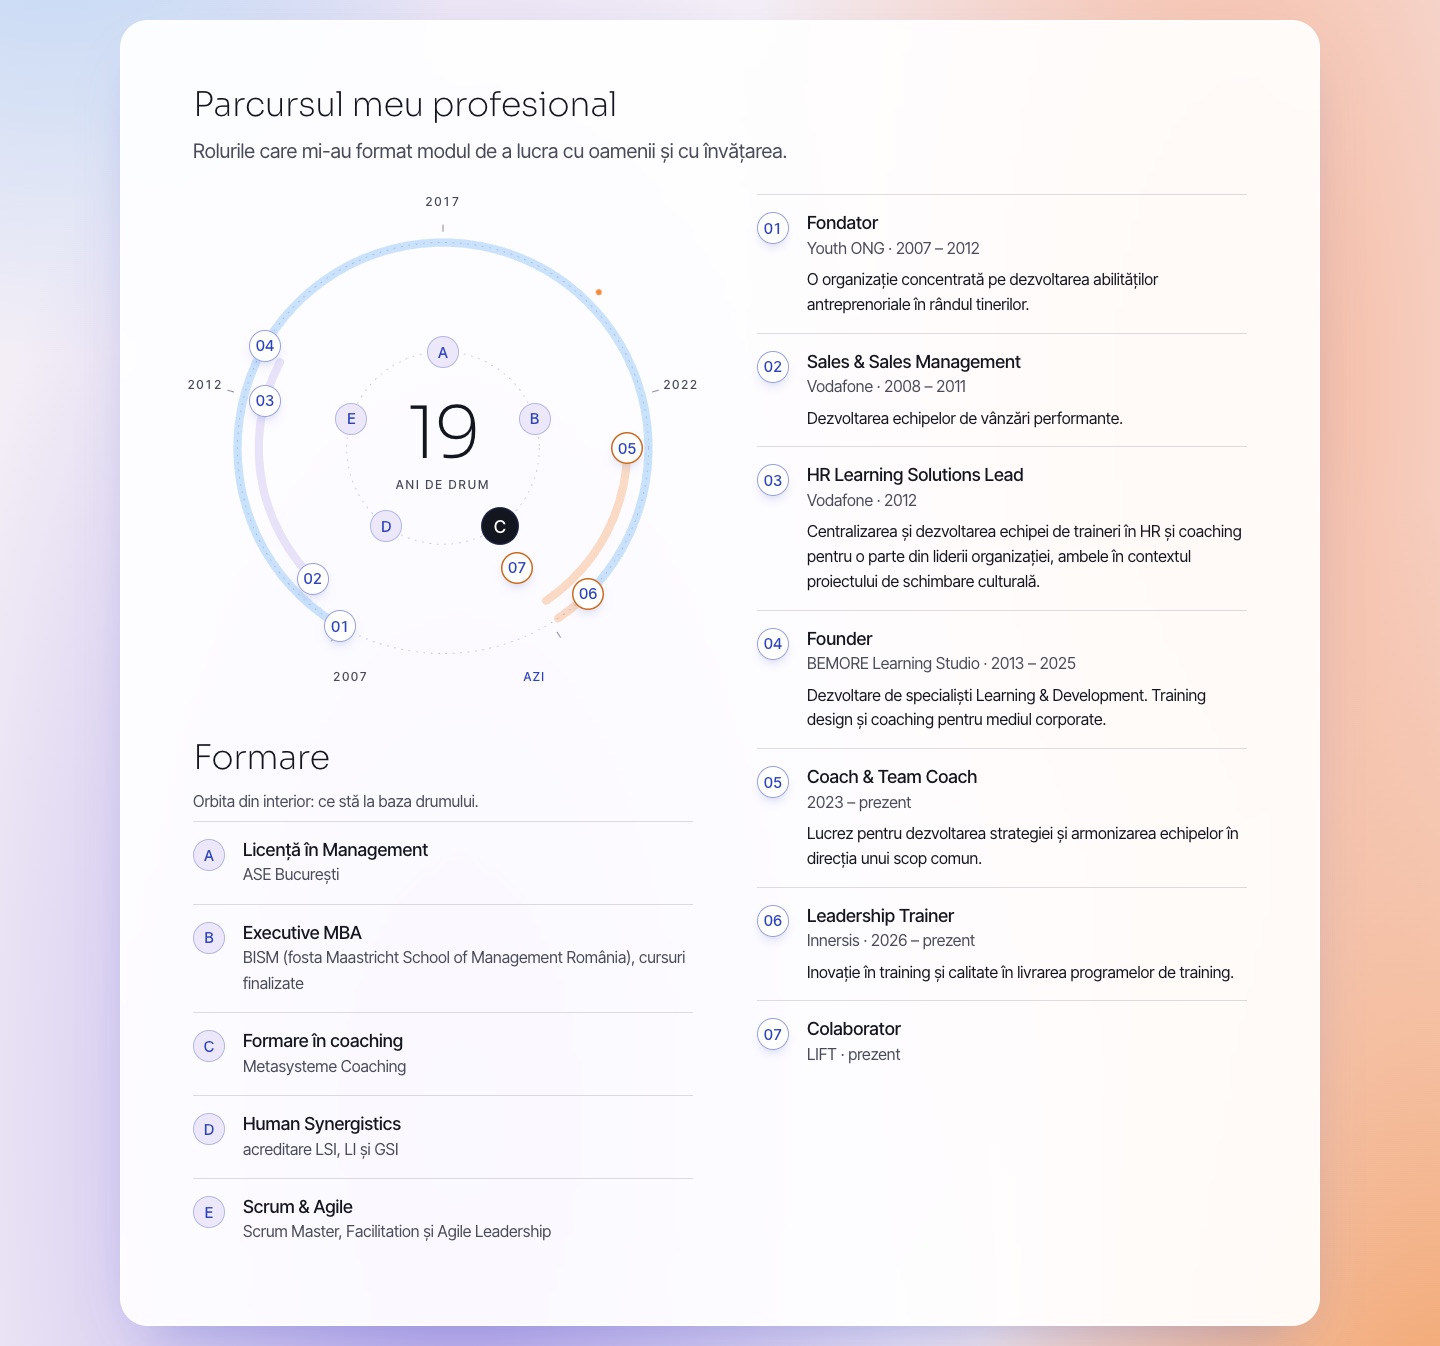 Parcursul meu profesional
Rolurile care mi-au format modul de a lucra cu oamenii și cu învățarea.
2017
04
A
2012
2022
03
E
19
B
05
ANI DE DRUM
D
C
07
02
06
01
2007
AZI
Formare
Orbita din interior: ce stă la baza drumului.
A
Licență în Management
ASE București
B
Executive MBA
BISM (fosta Maastricht School of Management România), cursuri
finalizate
C
Formare în coaching
Metasysteme Coaching
D
Human Synergistics
acreditare LSI, LI și GSI
E
Scrum & Agile
Scrum Master, Facilitation și Agile Leadership
01
Fondator
Youth ONG · 2007 – 2012
O organizație concentrată pe dezvoltarea abilităților
antreprenoriale în rândul tinerilor.
02
Sales & Sales Management
Vodafone · 2008 – 2011
Dezvoltarea echipelor de vânzări performante.
03
HR Learning Solutions Lead
Vodafone · 2012
Centralizarea și dezvoltarea echipei de traineri în HR și coaching
pentru o parte din liderii organizației, ambele în contextul
proiectului de schimbare culturală.
04
Founder
BEMORE Learning Studio · 2013 – 2025
Dezvoltare de specialiști Learning & Development. Training
design și coaching pentru mediul corporate.
05
Coach & Team Coach
2023 – prezent
Lucrez pentru dezvoltarea strategiei și armonizarea echipelor în
direcția unui scop comun.
06
Leadership Trainer
Innersis · 2026 – prezent
Inovație în training și calitate în livrarea programelor de training.
07
Colaborator
LIFT · prezent